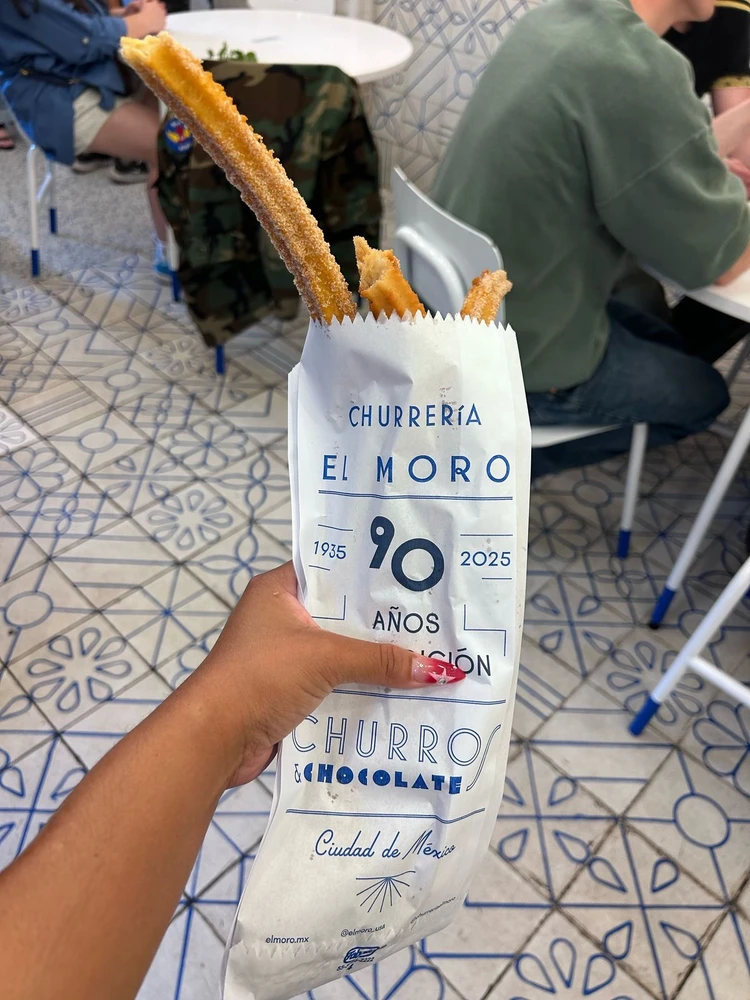 CHURRERíA
EL MORO
1935 90 2025
AÑOS
CHURROS
&CHOCOLATE
Ciudad de México
elmoro.mx